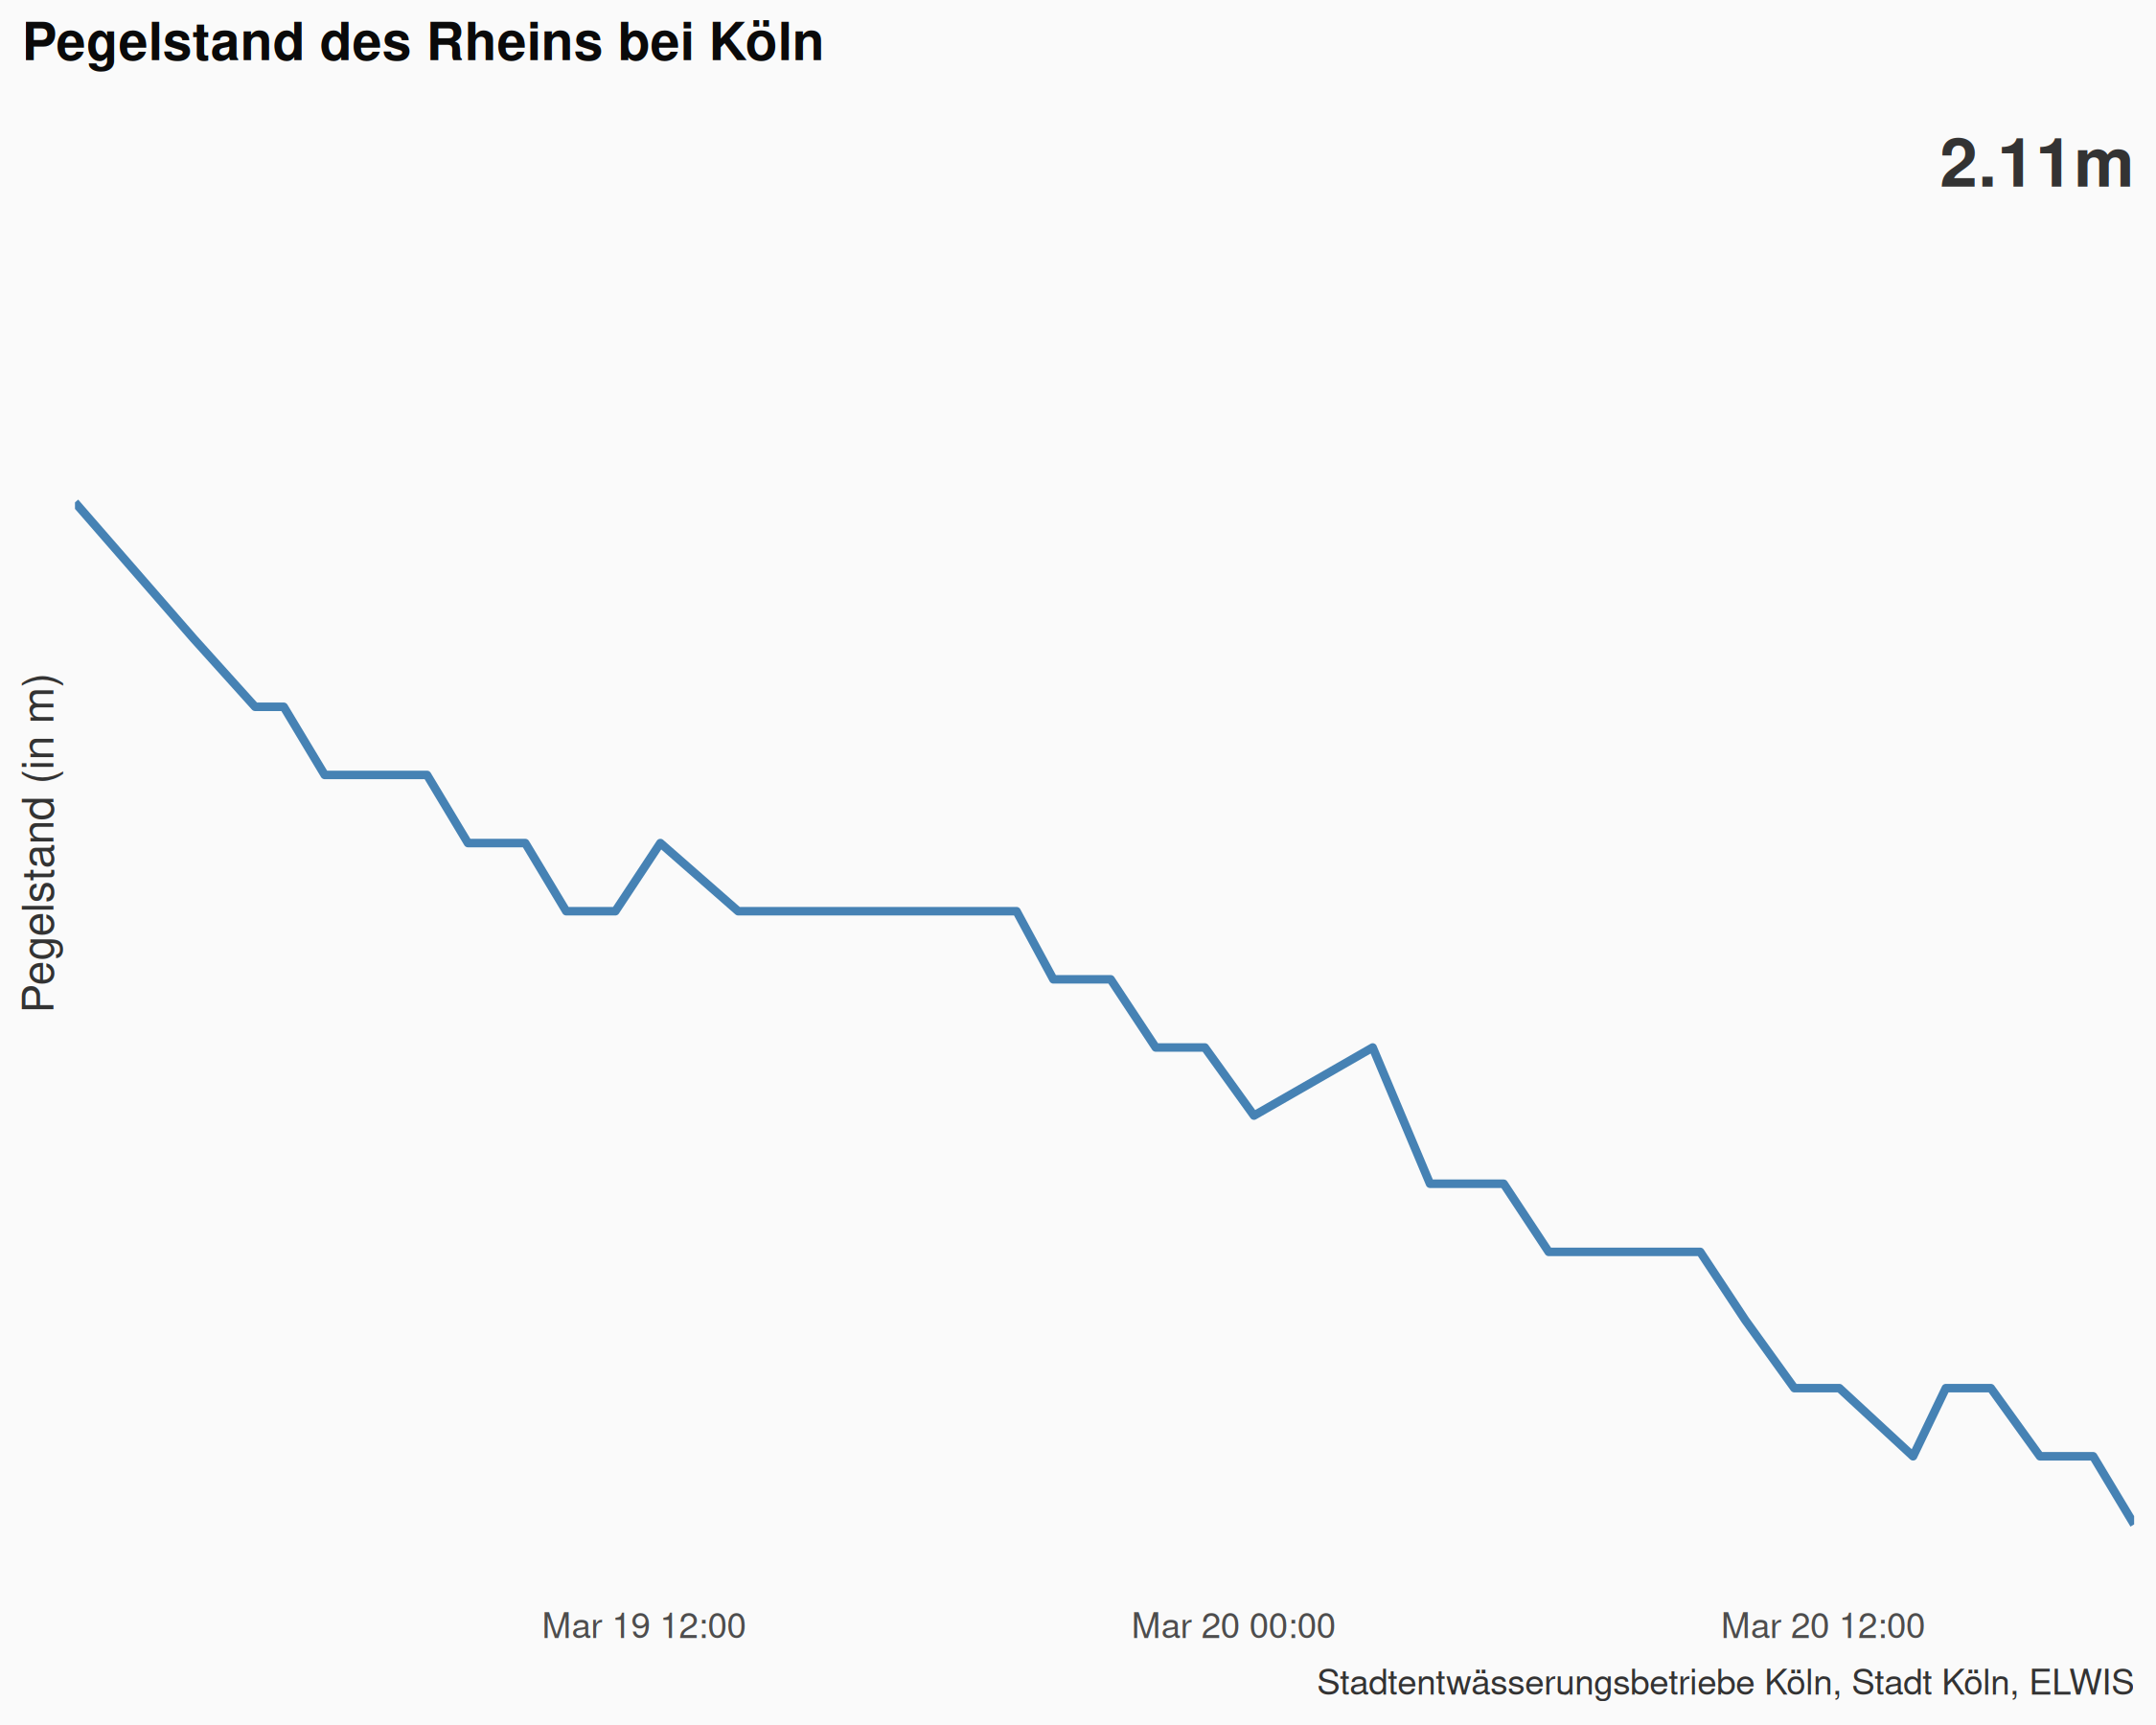 Pegelstand des Rheins bei Köln
2.11m
Pegelstand (in m)
Mar 19 12:00
Mar 20 00:00
Mar 20 12:00
Stadtentwässerungsbetriebe Köln, Stadt Köln, ELWIS